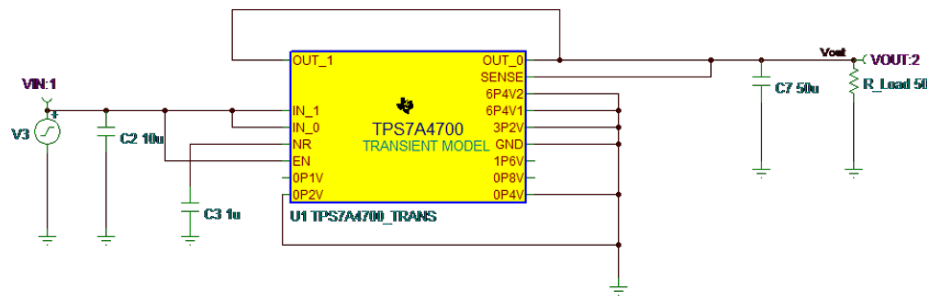 OUT_1
OUT_0
Vout
VOUT:2
SENSE
VIN:1
6P4V2
C7 50u
R_Load 50
IN_1
6P4V1
V3
+
C2 10u
IN_0
TPS7A4700
3P2V
NR
TRANSIENT MODEL
GND
EN
1P6V
0P1V
0P8V
0P2V
0P4V
C3 1u
U1 TPS7A4700_TRANS